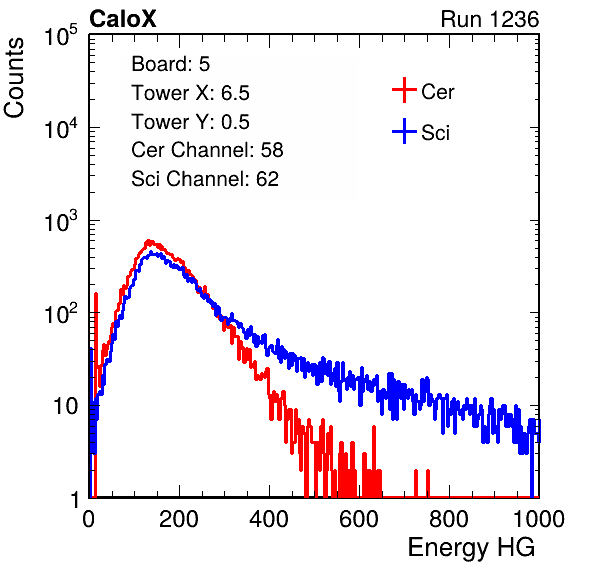 CaloX Run 1236
Counts
Board: 5
Tower X: 6.5
Tower Y: 0.5
Cer Channel: 58
Sci Channel: 62
Cer
Sci
10^5
10^4
10^3
10^2
10
1
0 200 400 600 800 1000
Energy HG